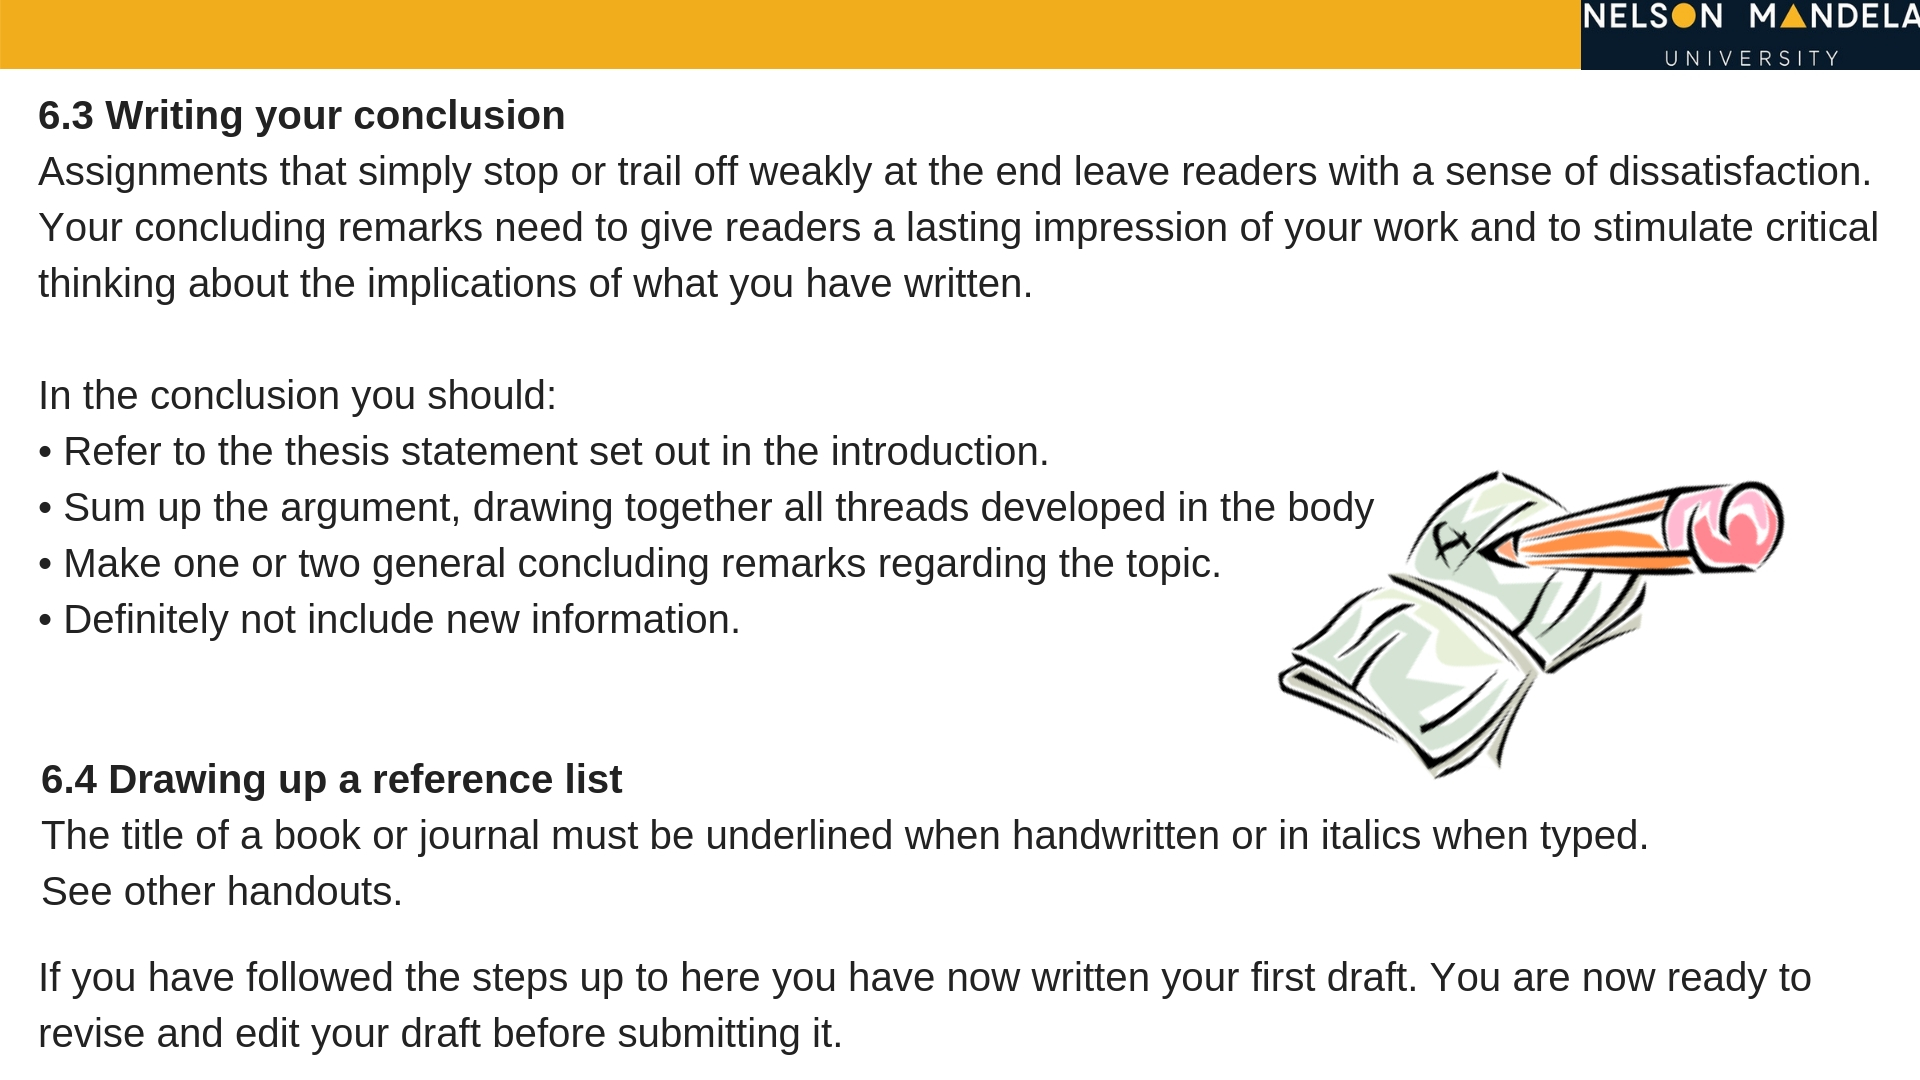 NELSON MANDELA
UNIVERSITY
6.3 Writing your conclusion
Assignments that simply stop or trail off weakly at the end leave readers with a sense of dissatisfaction.
Your concluding remarks need to give readers a lasting impression of your work and to stimulate critical
thinking about the implications of what you have written.
In the conclusion you should:
• Refer to the thesis statement set out in the introduction.
• Sum up the argument, drawing together all threads developed in the body
• Make one or two general concluding remarks regarding the topic.
• Definitely not include new information.
6.4 Drawing up a reference list
The title of a book or journal must be underlined when handwritten or in italics when typed.
See other handouts.
If you have followed the steps up to here you have now written your first draft. You are now ready to
revise and edit your draft before submitting it.